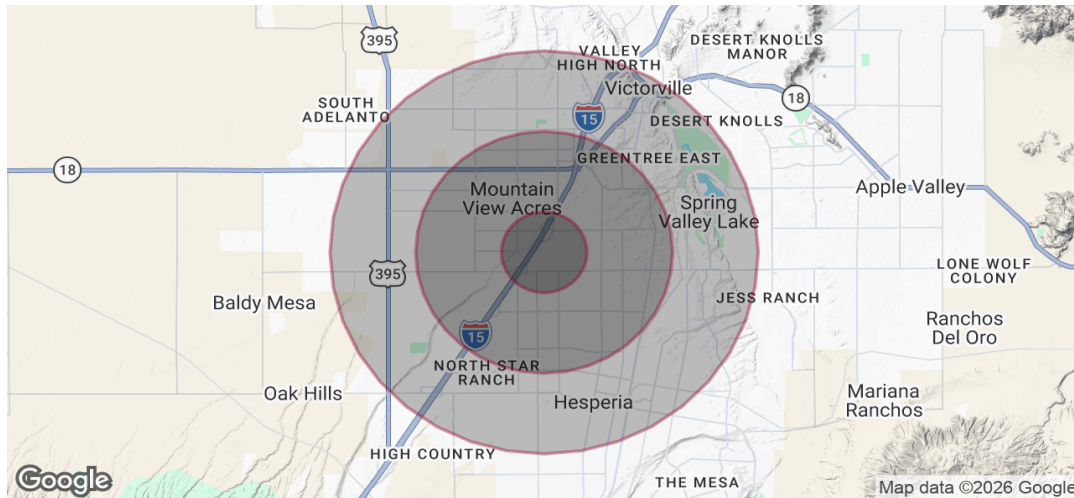 395
VALLEY
HIGH NORTH
DESERT KNOLLS
MANOR
Victorville
18
SOUTH
ADELANTO
15
DESERT KNOLLS
GREENTREE EAST
18
Mountain
View Acres
Apple Valley
Spring
Valley Lake
395
LONE WOLF
COLONY
Baldy Mesa
JESS RANCH
Ranchos
Del Oro
15
NORTH STAR
RANCH
Oak Hills
Hesperia
Mariana
Ranchos
HIGH COUNTRY
THE MESA
Google
Map data ©2026 Google